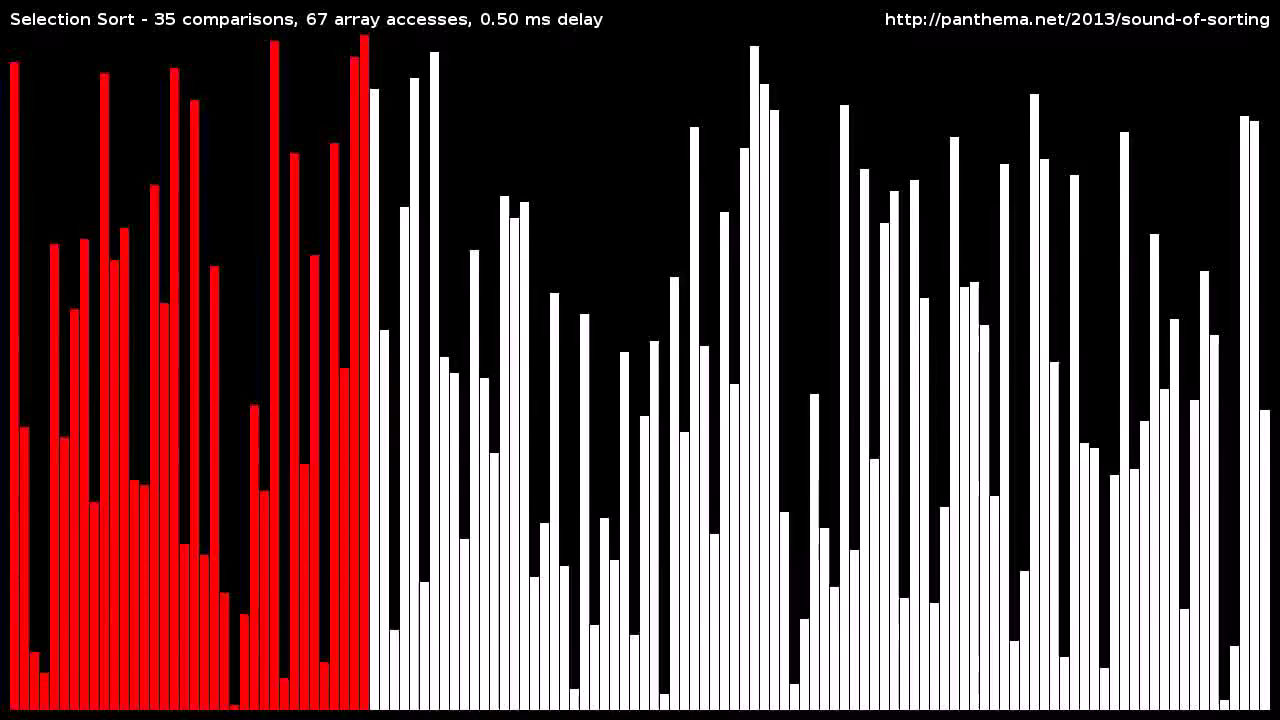 Selection Sort - 35 comparisons, 67 array accesses, 0.50 ms delay
http://panthema.net/2013/sound-of-sorting